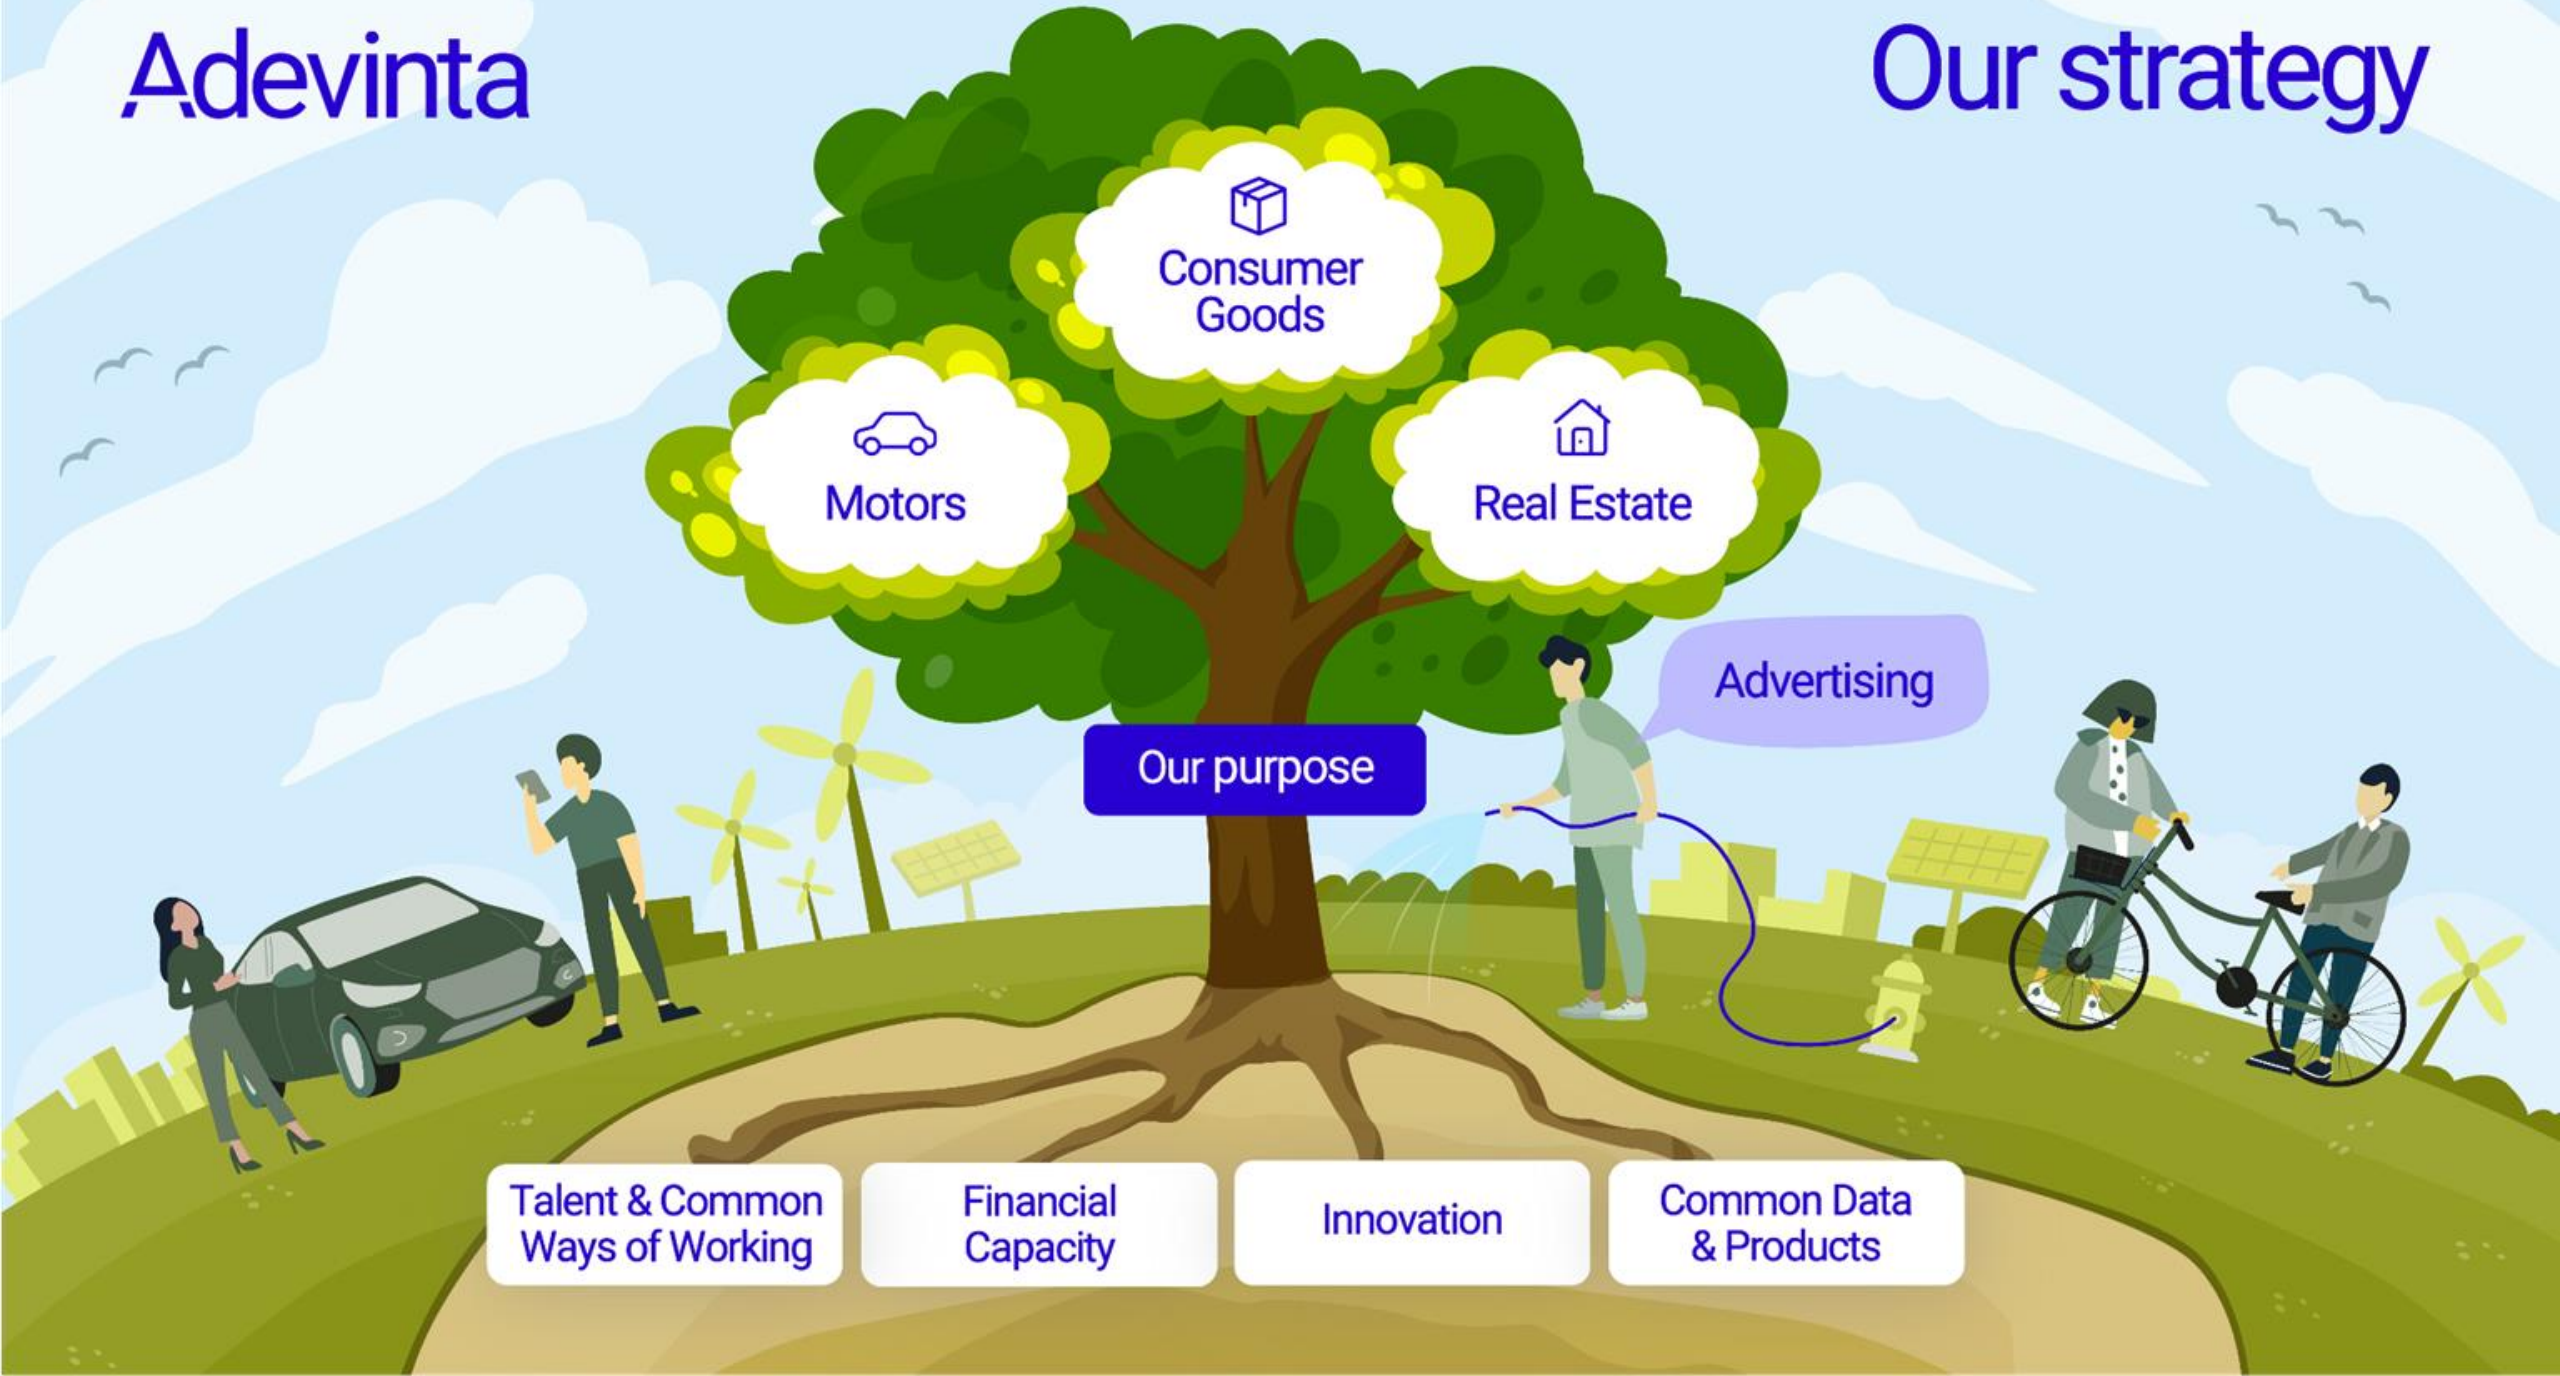 Adevinta
Our strategy
Consumer
Goods
Motors
Real Estate
Advertising
Our purpose
Talent & Common
Ways of Working
Financial
Capacity
Innovation
Common Data
& Products